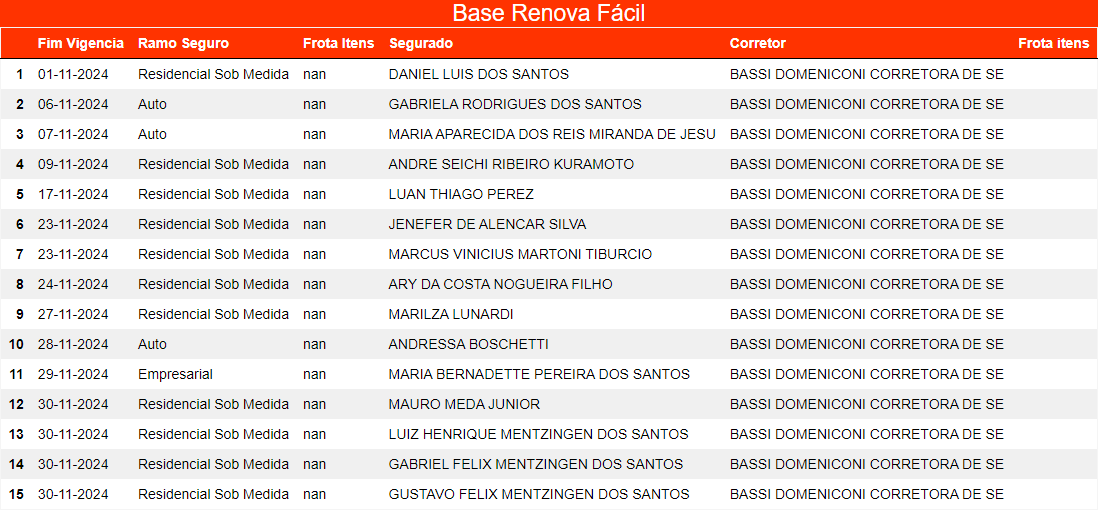 Base Renova Fácil
Fim Vigencia Ramo Seguro Frota Itens Segurado Corretor Frota itens
1 01-11-2024 Residencial Sob Medida nan DANIEL LUIS DOS SANTOS BASSI DOMENICONI CORRETORA DE SE
2 06-11-2024 Auto nan GABRIELA RODRIGUES DOS SANTOS BASSI DOMENICONI CORRETORA DE SE
3 07-11-2024 Auto nan MARIA APARECIDA DOS REIS MIRANDA DE JESU BASSI DOMENICONI CORRETORA DE SE
4 09-11-2024 Residencial Sob Medida nan ANDRE SEICHI RIBEIRO KURAMOTO BASSI DOMENICONI CORRETORA DE SE
5 17-11-2024 Residencial Sob Medida nan LUAN THIAGO PEREZ BASSI DOMENICONI CORRETORA DE SE
6 23-11-2024 Residencial Sob Medida nan JENEFER DE ALENCAR SILVA BASSI DOMENICONI CORRETORA DE SE
7 23-11-2024 Residencial Sob Medida nan MARCUS VINICIUS MARTONI TIBURCIO BASSI DOMENICONI CORRETORA DE SE
8 24-11-2024 Residencial Sob Medida nan ARY DA COSTA NOGUEIRA FILHO BASSI DOMENICONI CORRETORA DE SE
9 27-11-2024 Residencial Sob Medida nan MARILZA LUNARDI BASSI DOMENICONI CORRETORA DE SE
10 28-11-2024 Auto nan ANDRESSA BOSCHETTI BASSI DOMENICONI CORRETORA DE SE
11 29-11-2024 Empresarial nan MARIA BERNADETTE PEREIRA DOS SANTOS BASSI DOMENICONI CORRETORA DE SE
12 30-11-2024 Residencial Sob Medida nan MAURO MEDA JUNIOR BASSI DOMENICONI CORRETORA DE SE
13 30-11-2024 Residencial Sob Medida nan LUIZ HENRIQUE MENTZINGEN DOS SANTOS BASSI DOMENICONI CORRETORA DE SE
14 30-11-2024 Residencial Sob Medida nan GABRIEL FELIX MENTZINGEN DOS SANTOS BASSI DOMENICONI CORRETORA DE SE
15 30-11-2024 Residencial Sob Medida nan GUSTAVO FELIX MENTZINGEN DOS SANTOS BASSI DOMENICONI CORRETORA DE SE